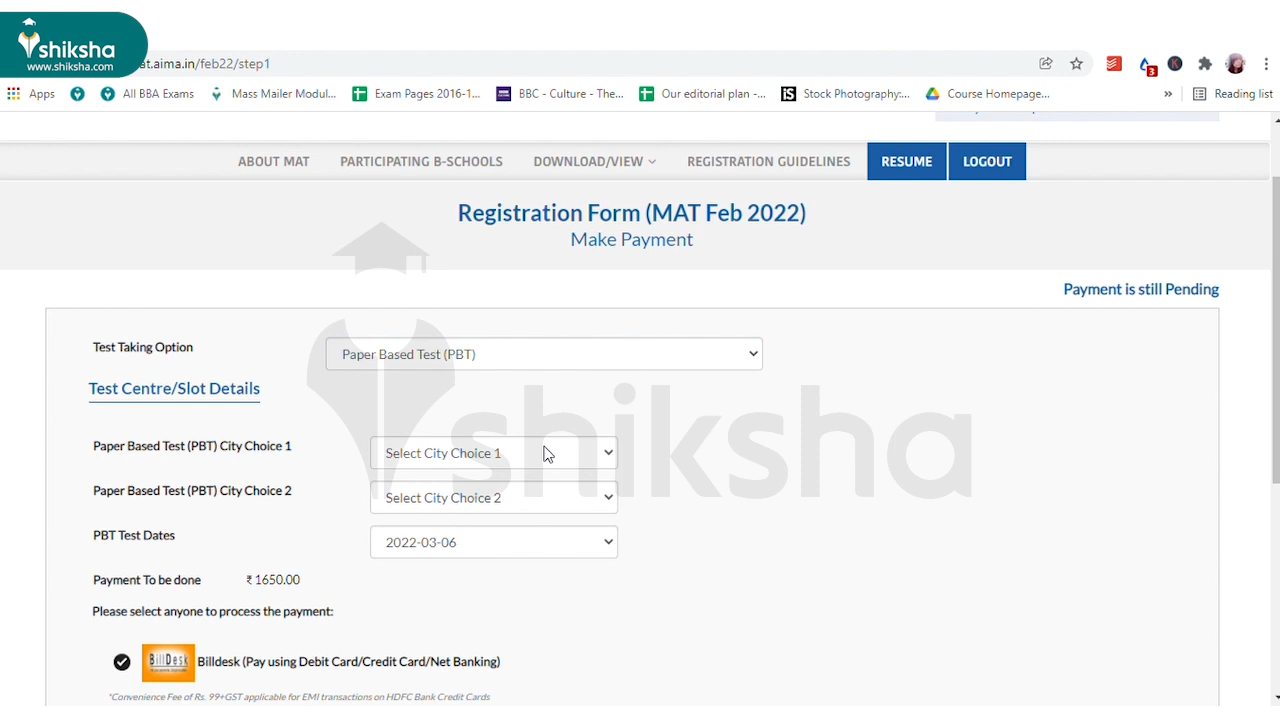 shiksha
www.shiksha.com
at.aima.in/feb22/step1
3
Apps All BBA Exams Mass Mailer Modul... Exam Pages 2016-1... BBC - Culture - The... Our editorial plan -... iS Stock Photography:... Course Homepage... » Reading list
ABOUT MAT PARTICIPATING B-SCHOOLS DOWNLOAD/VIEW REGISTRATION GUIDELINES RESUME LOGOUT
Registration Form (MAT Feb 2022)
Make Payment
Payment is still Pending
Test Taking Option Paper Based Test (PBT)
Test Centre/Slot Details
shiksha
Paper Based Test (PBT) City Choice 1 Select City Choice 1
Paper Based Test (PBT) City Choice 2 Select City Choice 2
PBT Test Dates 2022-03-06
Payment To be done ₹ 1650.00
Please select anyone to process the payment:
BillDesk Billdesk (Pay using Debit Card/Credit Card/Net Banking)
*Convenience Fee of Rs. 99+GST applicable for EMI transactions on HDFC Bank Credit Cards